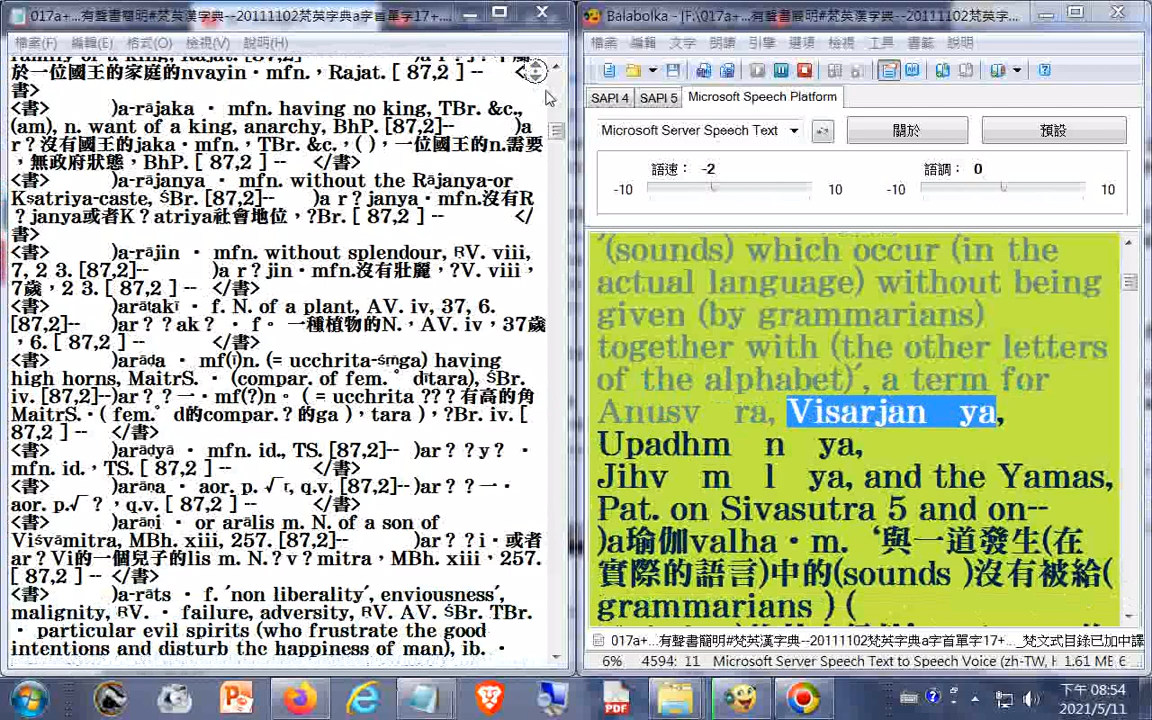 017a+...有聲書簡明#梵英漢字典--20111102梵英字典a字首單字17+...
檔案(F) 編輯(E) 格式(O) 檢視(V) 說明(H)
於一位國王的家庭的nvayin‧mfn.，Rajat. [ 87,2 ] -- <
書>
<書> )a-rājaka ‧ mfn. having no king, TBr. &c.,
(am), n. want of a king, anarchy, BhP. [87,2]-- )a
r？沒有國王的jaka‧mfn.，TBr. &c.，( )，一位國王的n.需要
，無政府狀態，BhP. [ 87,2 ] -- </書>
<書> )a-rājanya ‧ mfn. without the Rājanya-or
Kṣatriya-caste, ŚBr. [87,2]-- )a r？janya‧mfn.沒有R
？janya或者K？atriya社會地位，?Br. [ 87,2 ] -- </
書>
<書> )a-rājin ‧ mfn. without splendour, RV. viii,
7, 2 3. [87,2]-- )a r？jin‧mfn.沒有壯麗，?V. viii，
7歲，2 3. [ 87,2 ] -- </書>
<書> )arāṭakī ‧ f. N. of a plant, AV. iv, 37, 6.
[87,2]-- )ar？？ak？ ‧ f。 一種植物的N.，AV. iv，37歲
，6. [ 87,2 ] -- </書>
<書> )arāḍa ‧ mf(ī)n. (= ucchrita-śṛṅga) having
high horns, MaitrS. ‧ (compar. of fem. ° ḍītara), ŚBr.
iv. [87,2]-- )ar？？一‧mf(?)n。( = ucchrita ???有高的角
MaitrS.‧( fem.° d的compar.？的ga )，tara )，?Br. iv. [
87,2 ] -- </書>
<書> )arāḍyā ‧ mfn. id., TS. [87,2]-- )ar？？y？‧
mfn. id.，TS. [ 87,2 ] -- </書>
<書> )arāṇa ‧ aor. p. √ṛ, q.v. [87,2]-- )ar？？一‧
aor. p.√？，q.v. [ 87,2 ] -- </書>
<書> )arāṇi ‧ or arālis m. N. of a son of
Viśvāmitra, MBh. xiii, 257. [87,2]-- )ar？？i‧或者
ar？Vi的一個兒子的lis m. N.？v？mitra，MBh. xiii，257.
[ 87,2 ] -- </書>
<書> )a-rāts ‧ f. 'non liberality', enviousness',
malignity, RV. ‧ failure, adversity, RV. AV. ŚBr. TBr.
‧ particular evil spirits (who frustrate the good
intentions and disturb the happiness of man), ib. ‧
Balabolka - [F:\017a+...有聲書簡明#梵英漢字典--20111102梵英字...
檔案 編輯 文字 朗讀 引擎 選項 檢視 工具 書籤 說明
SAPI 4 SAPI 5 Microsoft Speech Platform
Microsoft Server Speech Text 關於 預設
語速： -2 語調： 0
-10 10 -10 10
'(sounds) which occur (in the
actual language) without being
given (by grammarians)
together with (the other letters
of the alphabet)', a term for
Anusv ra, Visarjan ya,
Upadhm n ya,
Jihv m l ya, and the Yamas,
Pat. on Sivasutra 5 and on--
)a瑜伽valha‧m. ‘與一道發生(在
實際的語言)中的(sounds )沒有被給(
grammarians ) (
017a+...有聲書簡明#梵英漢字典--20111102梵英字典a字首單字17+..._梵文式目錄已加中譯
6% 4594: 11 Microsoft Server Speech Text to Speech Voice (zh-TW, H 1.61 MB
PDF
下午 08:54
2021/5/11